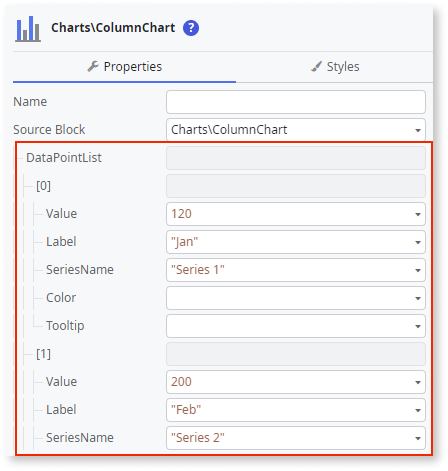 Charts\ColumnChart ?
Properties Styles
Name
Source Block Charts\ColumnChart
DataPointList
[0]
Value 120
Label "Jan"
SeriesName "Series 1"
Color
Tooltip
[1]
Value 200
Label "Feb"
SeriesName "Series 2"